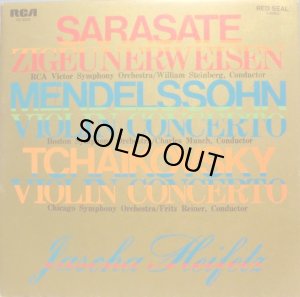 RCA
RED SEAL
SARASATE
ZIGEUNERWEISEN
RCA Victor Symphony Orchestra/William Steinberg, Conductor
MENDELSSOHN
VIOLIN CONCERTO
Boston Charles Munch, Conductor
SOLD OUT
TCHAIKOVSKY
VIOLIN CONCERTO
Chicago Symphony Orchestra/Fritz Reiner, Conductor
Jascha Heifetz